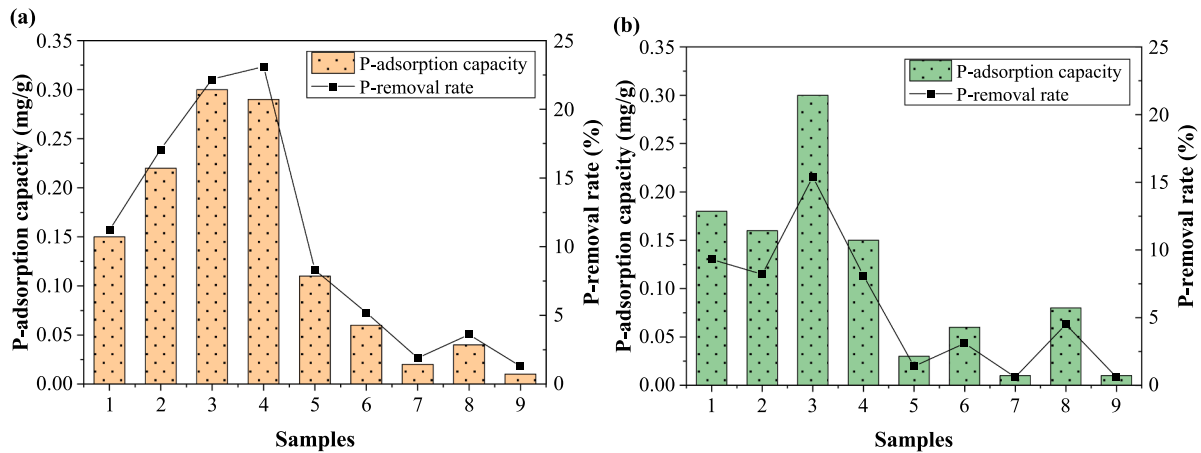 (a)
P-adsorption capacity (mg/g)
0.35
0.30
0.25
0.20
0.15
0.10
0.05
0.00
P-adsorption capacity
P-removal rate
25
20
15
10
5
0
P-removal rate (%)
1 2 3 4 5 6 7 8 9
Samples
(b)
P-adsorption capacity (mg/g)
0.35
0.30
0.25
0.20
0.15
0.10
0.05
0.00
P-adsorption capacity
P-removal rate
25
20
15
10
5
0
P-removal rate (%)
1 2 3 4 5 6 7 8 9
Samples